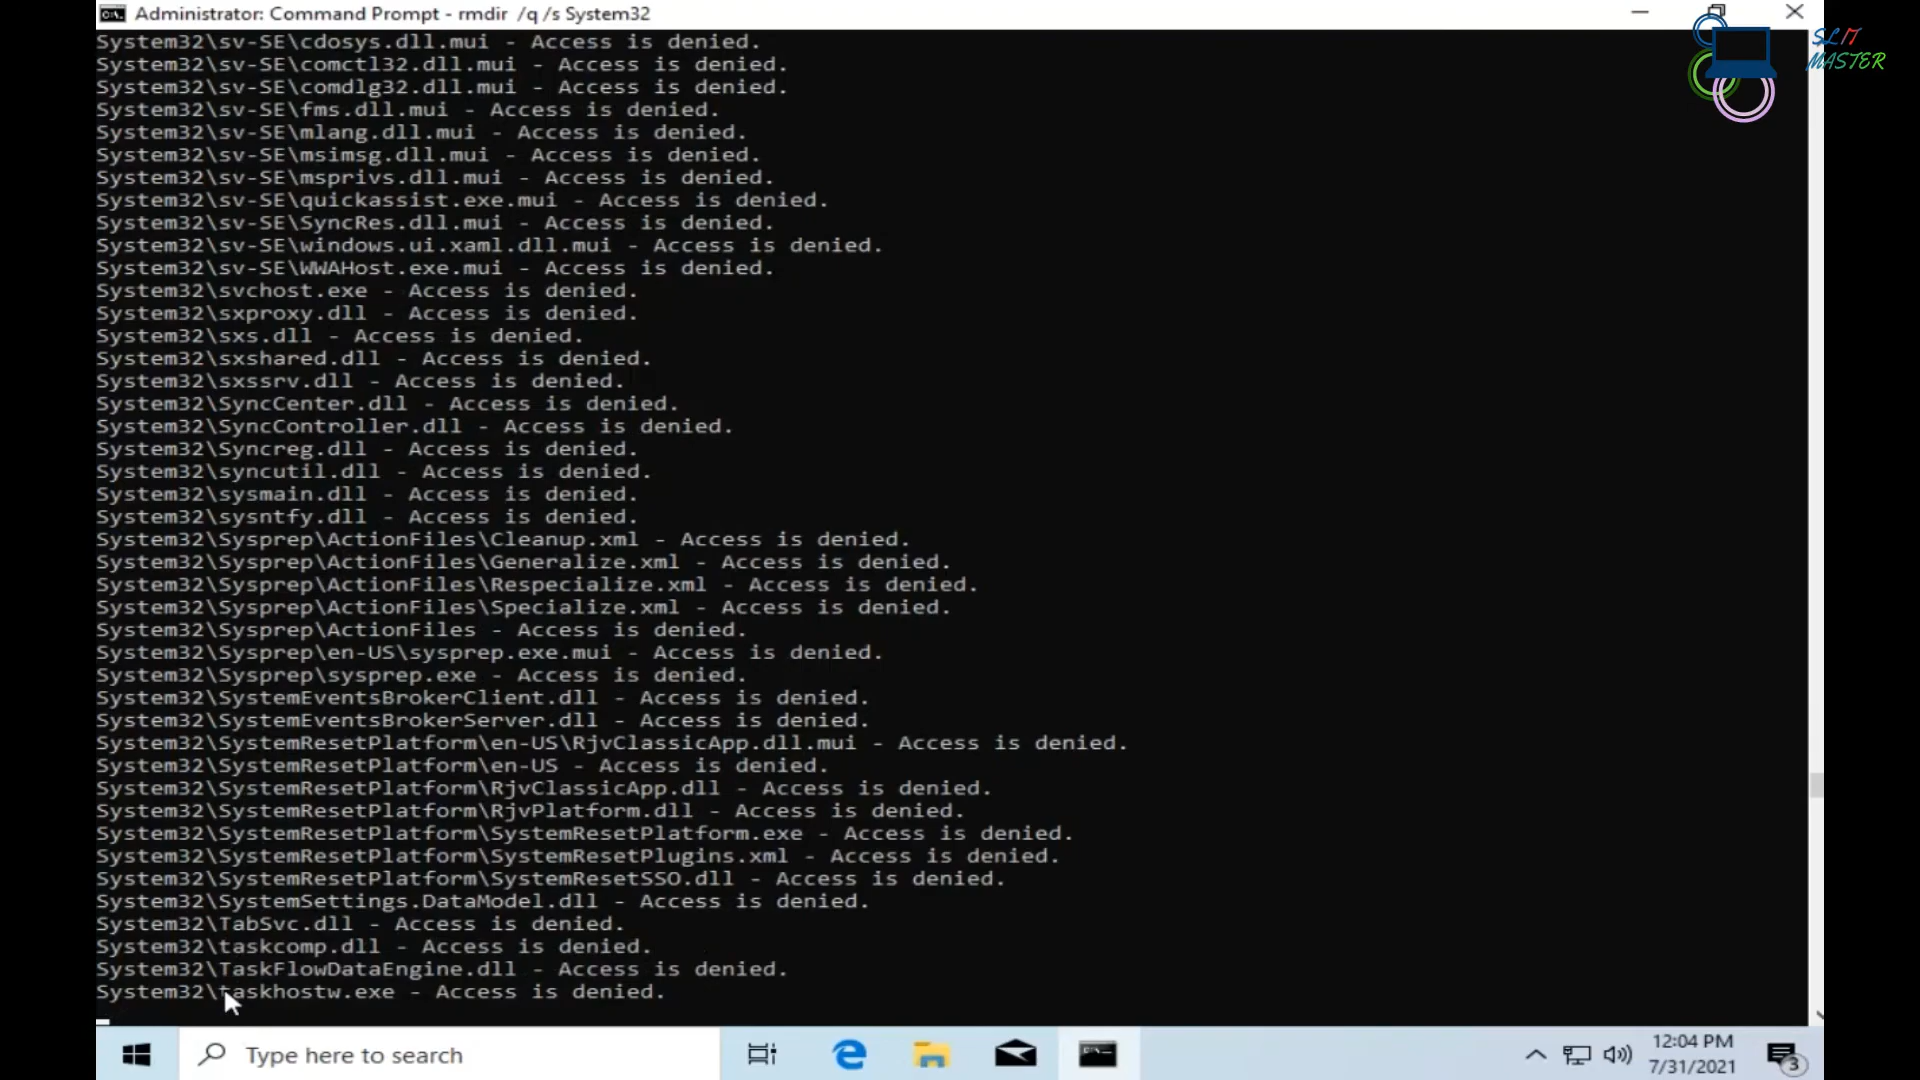 Administrator: Command Prompt - rmdir /q /s System32
SL IT
MASTER
System32\sv-SE\cdosys.dll.mui - Access is denied.
System32\sv-SE\comctl32.dll.mui - Access is denied.
System32\sv-SE\comdlg32.dll.mui - Access is denied.
System32\sv-SE\fms.dll.mui - Access is denied.
System32\sv-SE\mlang.dll.mui - Access is denied.
System32\sv-SE\msimsg.dll.mui - Access is denied.
System32\sv-SE\msprivs.dll.mui - Access is denied.
System32\sv-SE\quickassist.exe.mui - Access is denied.
System32\sv-SE\SyncRes.dll.mui - Access is denied.
System32\sv-SE\windows.ui.xaml.dll.mui - Access is denied.
System32\sv-SE\WWAHost.exe.mui - Access is denied.
System32\svchost.exe - Access is denied.
System32\sxproxy.dll - Access is denied.
System32\sxs.dll - Access is denied.
System32\sxshared.dll - Access is denied.
System32\sxssrv.dll - Access is denied.
System32\SyncCenter.dll - Access is denied.
System32\SyncController.dll - Access is denied.
System32\Syncreg.dll - Access is denied.
System32\syncutil.dll - Access is denied.
System32\sysmain.dll - Access is denied.
System32\sysntfy.dll - Access is denied.
System32\Sysprep\ActionFiles\Cleanup.xml - Access is denied.
System32\Sysprep\ActionFiles\Generalize.xml - Access is denied.
System32\Sysprep\ActionFiles\Respecialize.xml - Access is denied.
System32\Sysprep\ActionFiles\Specialize.xml - Access is denied.
System32\Sysprep\ActionFiles - Access is denied.
System32\Sysprep\en-US\sysprep.exe.mui - Access is denied.
System32\Sysprep\sysprep.exe - Access is denied.
System32\SystemEventsBrokerClient.dll - Access is denied.
System32\SystemEventsBrokerServer.dll - Access is denied.
System32\SystemResetPlatform\en-US\RjvClassicApp.dll.mui - Access is denied.
System32\SystemResetPlatform\en-US - Access is denied.
System32\SystemResetPlatform\RjvClassicApp.dll - Access is denied.
System32\SystemResetPlatform\RjvPlatform.dll - Access is denied.
System32\SystemResetPlatform\SystemResetPlatform.exe - Access is denied.
System32\SystemResetPlatform\SystemResetPlugins.xml - Access is denied.
System32\SystemResetPlatform\SystemResetSSO.dll - Access is denied.
System32\SystemSettings.DataModel.dll - Access is denied.
System32\TabSvc.dll - Access is denied.
System32\taskcomp.dll - Access is denied.
System32\TaskFlowDataEngine.dll - Access is denied.
System32\taskhostw.exe - Access is denied.
Type here to search
12:04 PM
7/31/2021
3